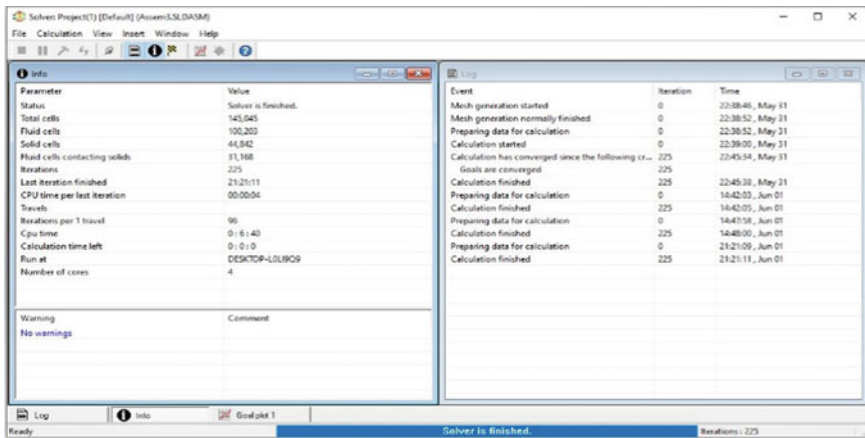 Solver: Project(1) [Default] (Assem3.SLDASM)
File Calculation View Insert Window Help
Info
Parameter Value
Status Solver is finished.
Total cells 145,045
Fluid cells 100,203
Solid cells 44,842
Fluid cells contacting solids 31,168
Iterations 225
Last iteration finished 21:21:11
CPU time per last iteration 00:00:04
Travels
Iterations per 1 travel 96
Cpu time 0 : 6 : 40
Calculation time left 0 : 0 : 0
Run at DESKTOP-L0LI9Q9
Number of cores 4
Warning Comment
No warnings
Log
Event Iteration Time
Mesh generation started 0 22:38:46 , May 31
Mesh generation normally finished 0 22:38:52 , May 31
Preparing data for calculation 0 22:38:52 , May 31
Calculation started 0 22:39:00 , May 31
Calculation has converged since the following cr... 225 22:45:34 , May 31
Goals are converged 225
Calculation finished 225 22:45:38 , May 31
Preparing data for calculation 0 14:42:03 , Jun 01
Calculation finished 225 14:42:05 , Jun 01
Preparing data for calculation 0 14:47:58 , Jun 01
Calculation finished 225 14:48:00 , Jun 01
Preparing data for calculation 0 21:21:09 , Jun 01
Calculation finished 225 21:21:11 , Jun 01
Log Info Goal plot 1
Ready Solver is finished. Iterations : 225